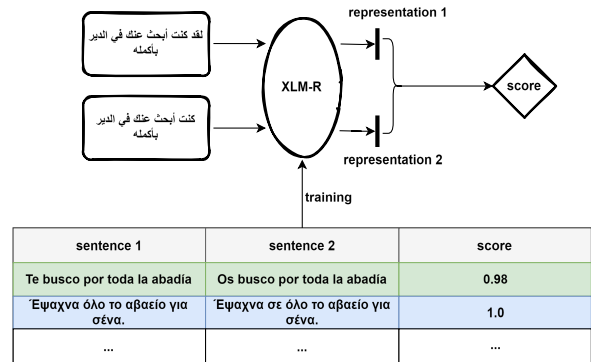 representation 1
لقد كنت أبحث عنك في الدير
بأكمله
XLM-R
score
كنت أبحث عنك في الدير
بأكمله
representation 2
training
sentence 1 sentence 2 score
Te busco por toda la abadía Os busco por toda la abadía 0.98
Έψαχνα όλο το αβαείο για
σένα.
Έψαχνα σε όλο το αβαείο για
σένα.
1.0
... ... ...